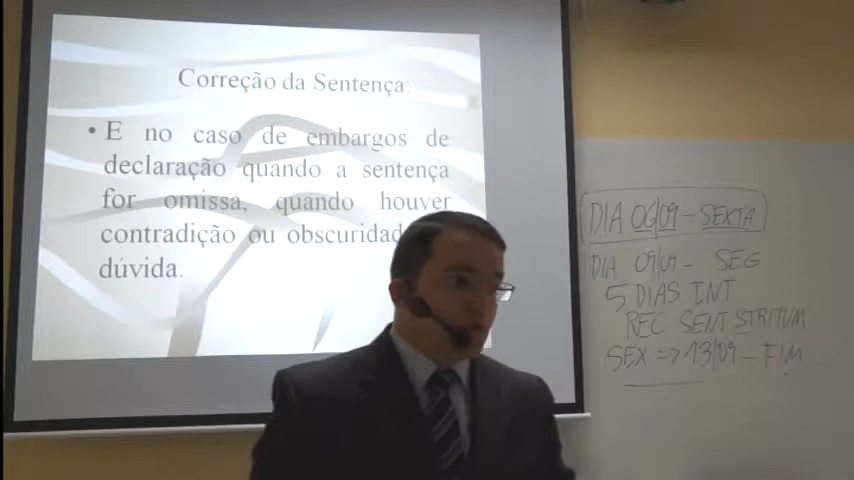 Correção da Sentença:
• E no caso de embargos de
declaração quando a sentença
for omissa, quando houver
contradição ou obscuridad
dúvida.
DIA 06/09 - SEXTA
DIA 09/09 - SEG
5 DIAS INT
REC SENT STRITUM
SEX => 13/09 - FIM